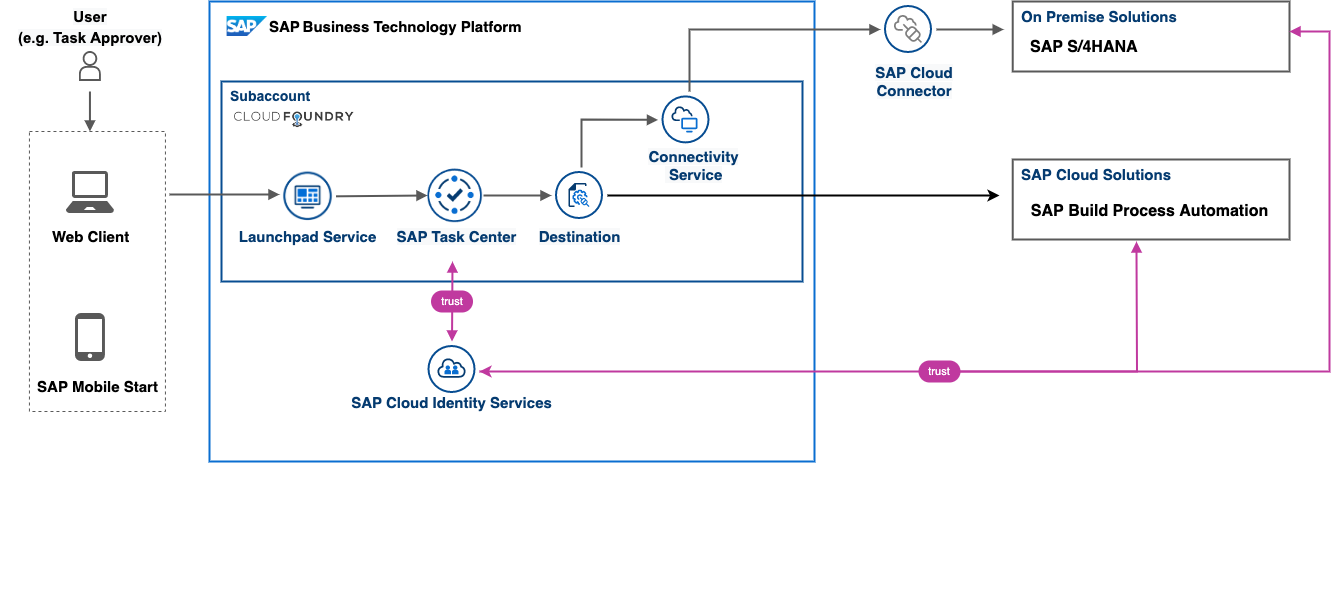 User
(e.g. Task Approver)
SAP
SAP Business Technology Platform
On Premise Solutions
SAP S/4HANA
SAP Cloud
Connector
Subaccount
CLOUD FOUNDRY
Connectivity
Service
SAP Cloud Solutions
SAP Build Process Automation
Web Client
Launchpad Service
SAP Task Center
Destination
trust
SAP Mobile Start
trust
SAP Cloud Identity Services